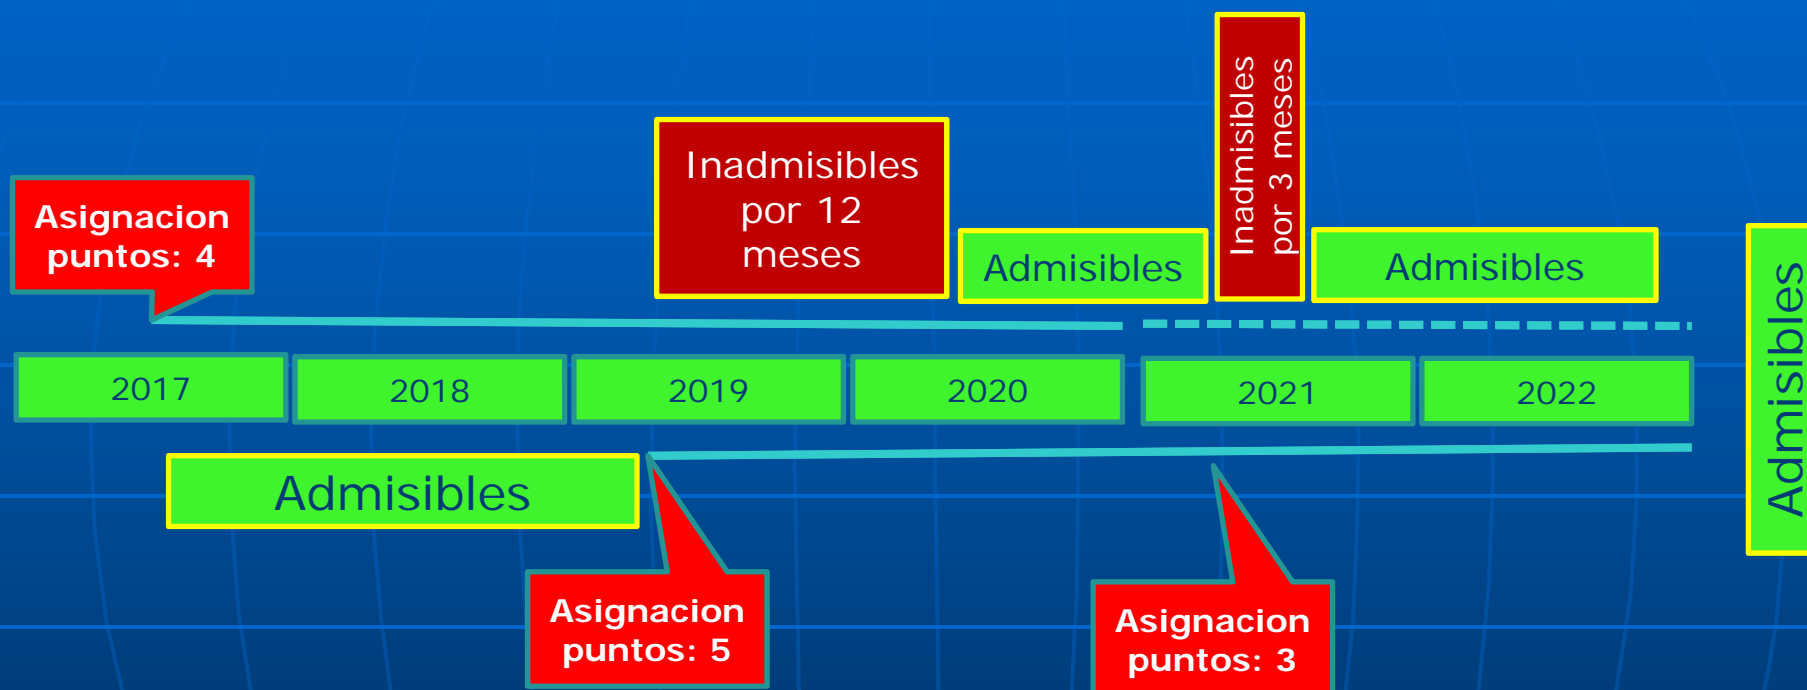 Inadmisibles
por 3 meses
Inadmisibles
por 12
meses
Asignacion
puntos: 4
Admisibles
Admisibles
Admisibles
2017
2018
2019
2020
2021
2022
Admisibles
Asignacion
puntos: 5
Asignacion
puntos: 3